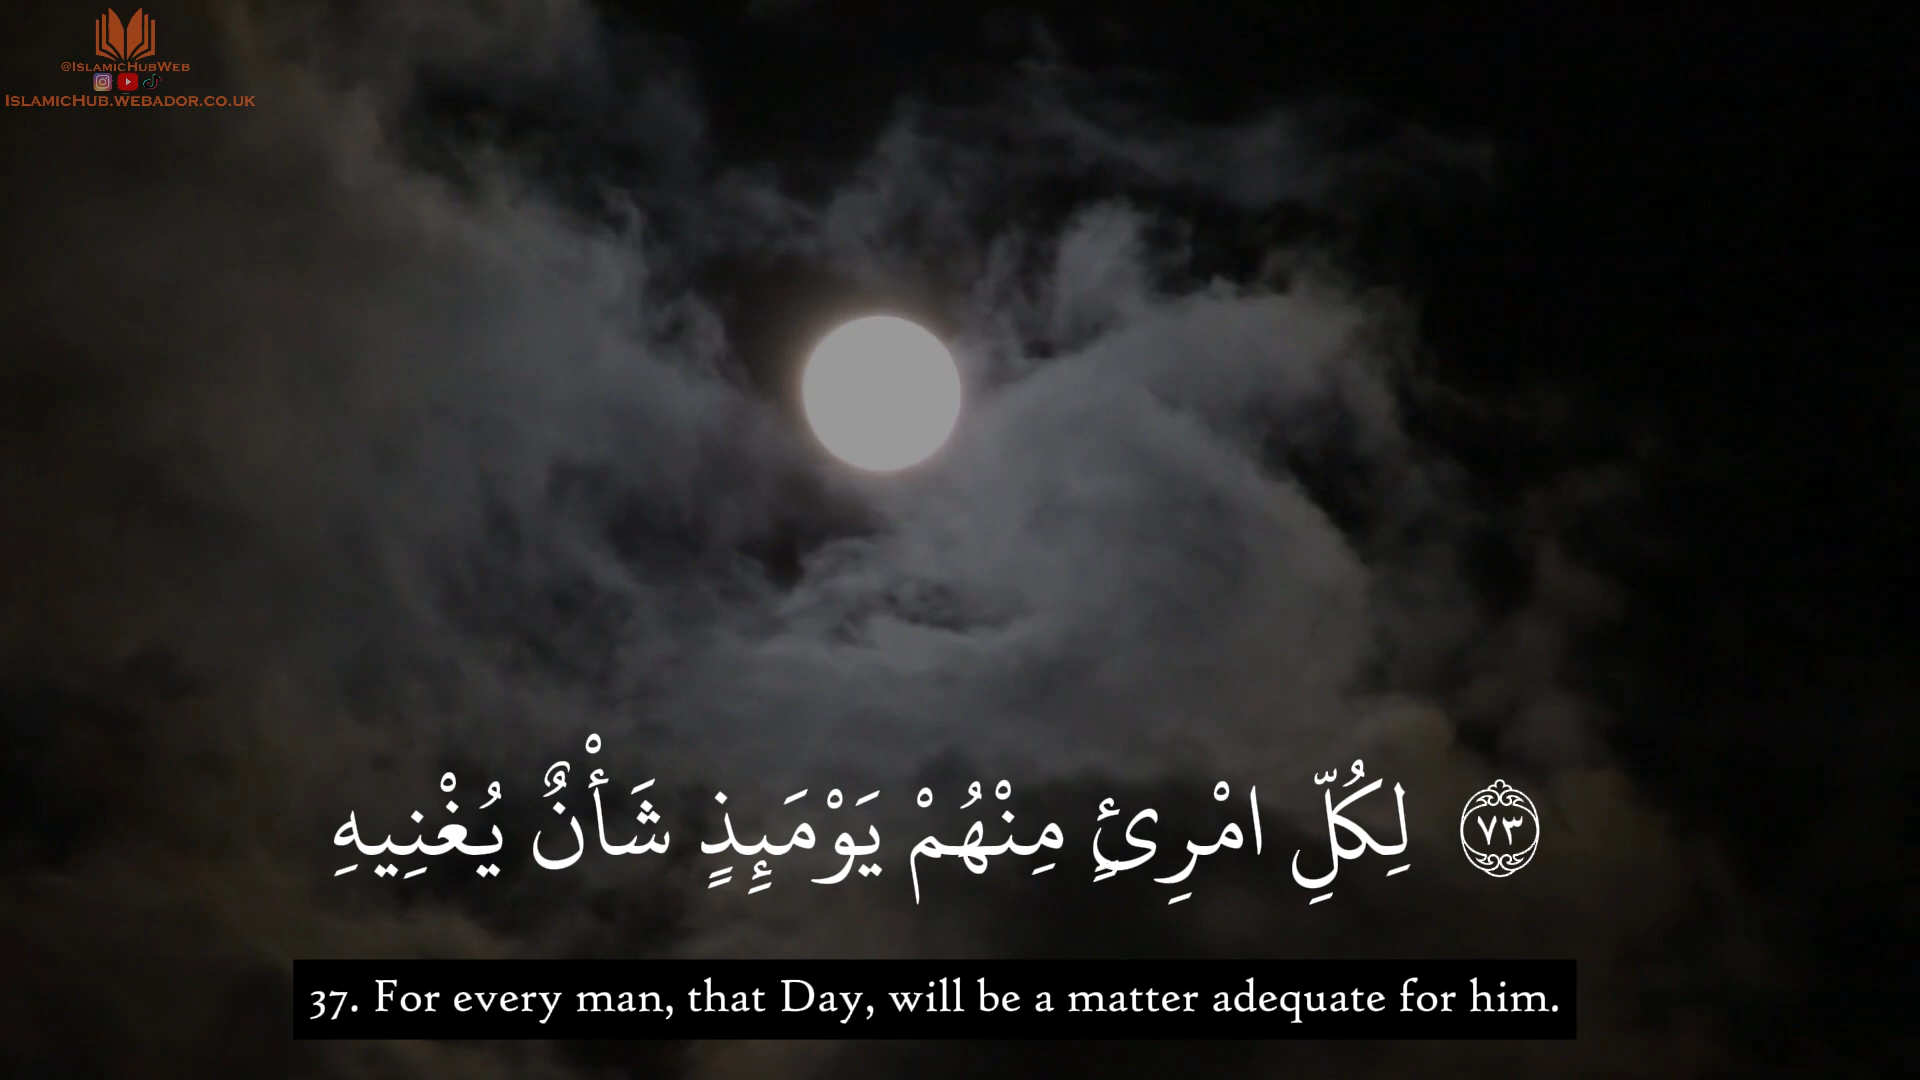 @IslamicHubWeb
IslamicHub.webador.co.uk
٧٣ لِكُلِّ امْرِئٍ مِنْهُمْ يَوْمَئِذٍ شَأْنٌ يُغْنِيهِ
37. For every man, that Day, will be a matter adequate for him.